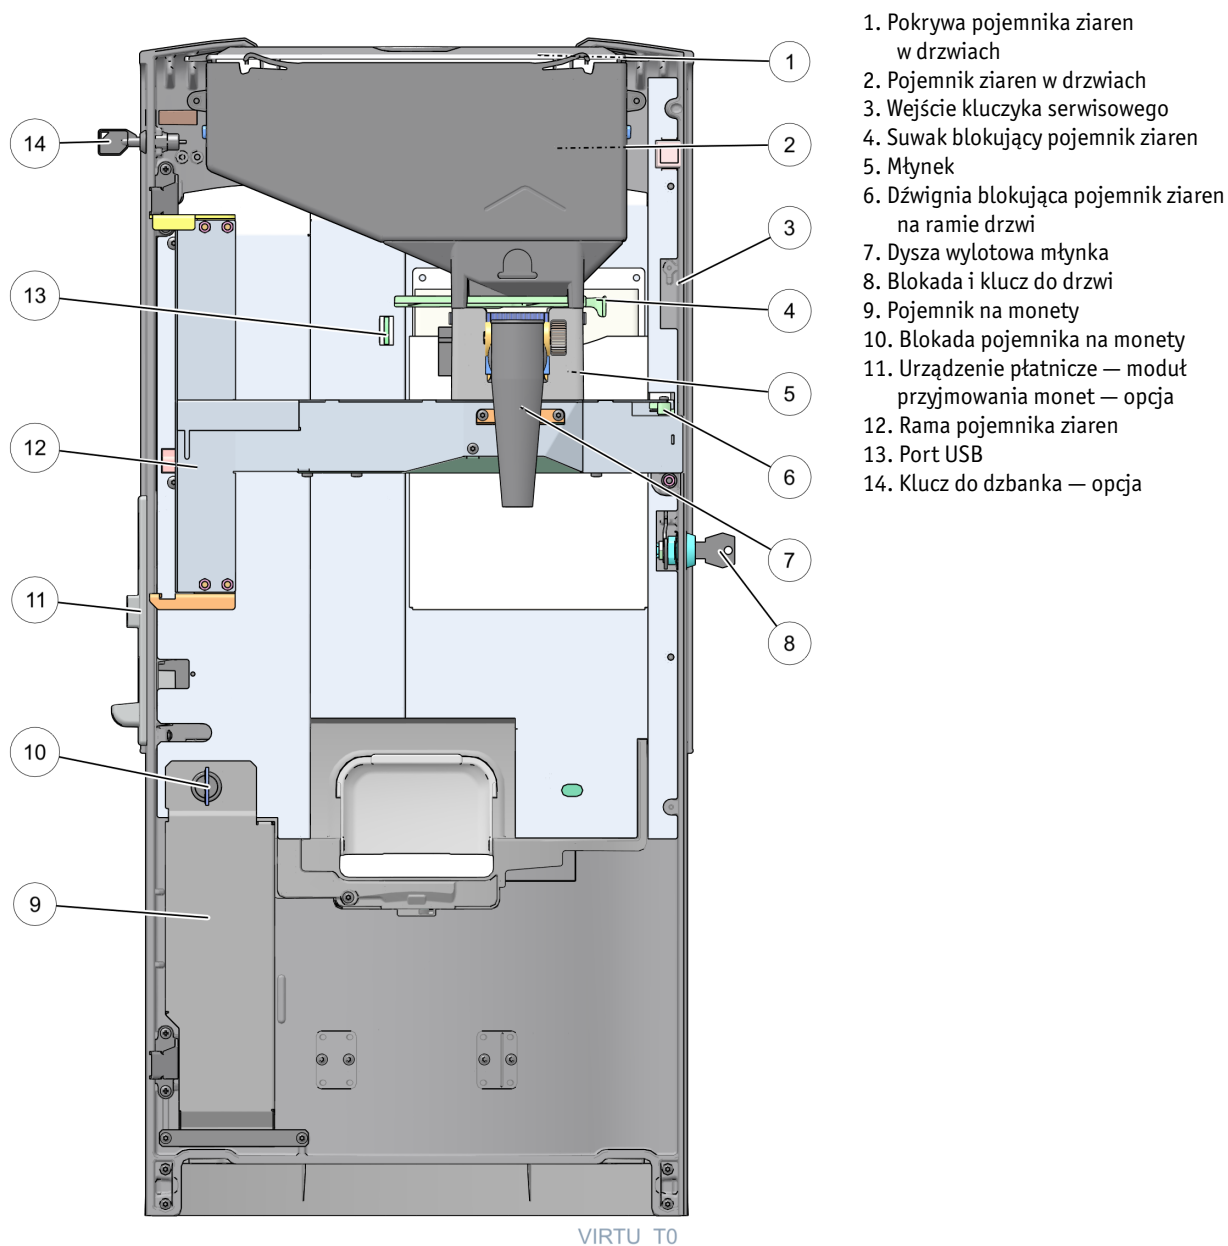 1. Pokrywa pojemnika ziaren
w drzwiach
2. Pojemnik ziaren w drzwiach
3. Wejście kluczyka serwisowego
4. Suwak blokujący pojemnik ziaren
5. Młynek
6. Dźwignia blokująca pojemnik ziaren
na ramie drzwi
7. Dysza wylotowa młynka
8. Blokada i klucz do drzwi
9. Pojemnik na monety
10. Blokada pojemnika na monety
11. Urządzenie płatnicze — moduł
przyjmowania monet — opcja
12. Rama pojemnika ziaren
13. Port USB
14. Klucz do dzbanka — opcja
1
14
2
3
13
4
5
12
6
7
11
8
10
9
VIRTU T0